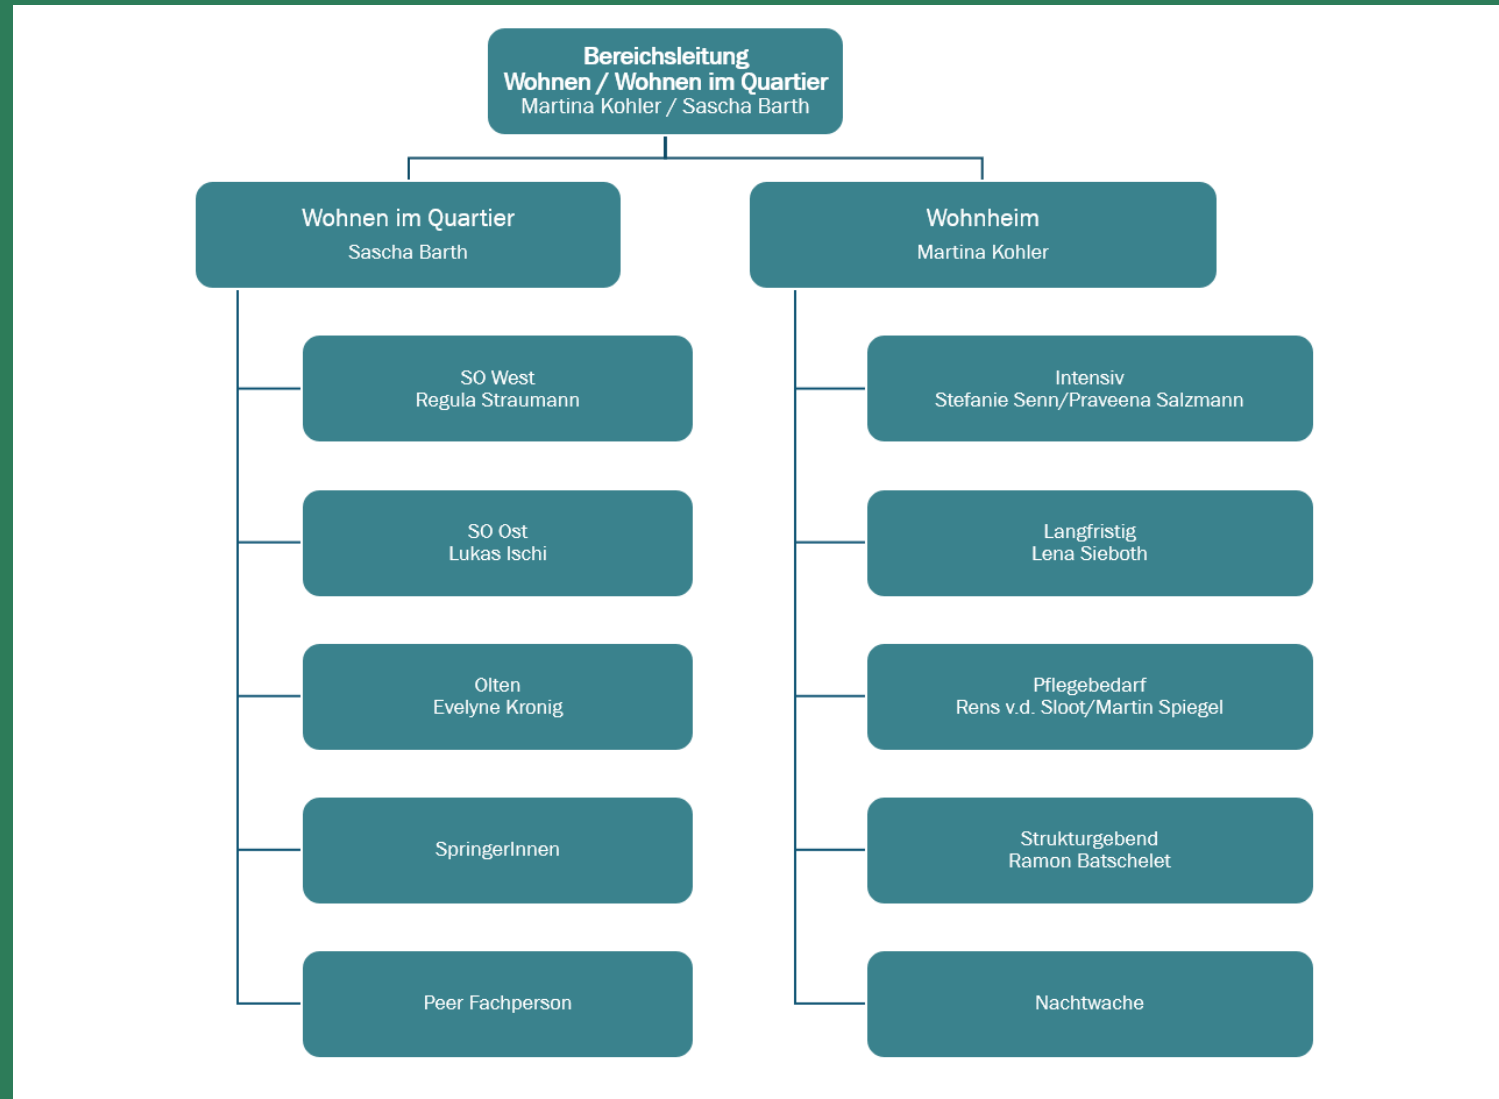 Bereichsleitung
Wohnen / Wohnen im Quartier
Martina Kohler / Sascha Barth
Wohnen im Quartier
Sascha Barth
SO West
Regula Straumann
SO Ost
Lukas Ischi
Olten
Evelyne Kronig
SpringerInnen
Peer Fachperson
Wohnheim
Martina Kohler
Intensiv
Stefanie Senn/Praveena Salzmann
Langfristig
Lena Sieboth
Pflegebedarf
Rens v.d. Sloot/Martin Spiegel
Strukturgebend
Ramon Batschelet
Nachtwache